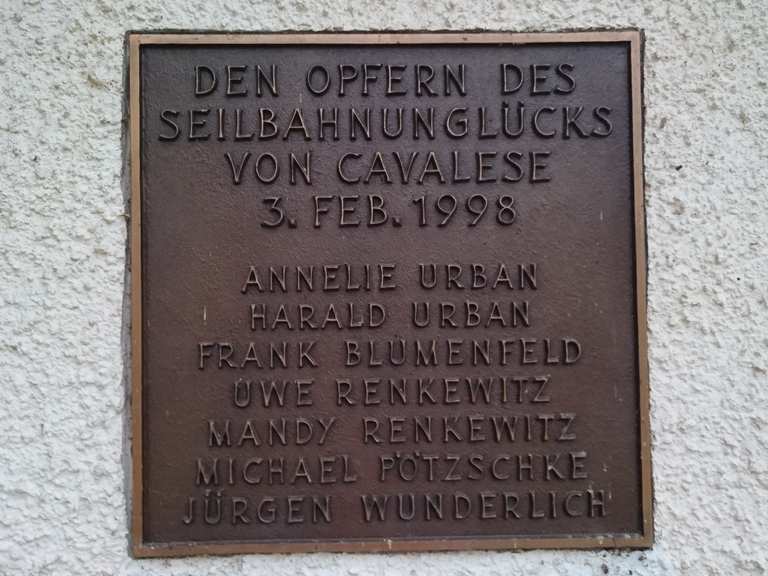 DEN OPFERN DES
SEILBAHNUNGLÜCKS
VON CAVALESE
3. FEB. 1998
ANNELIE URBAN
HARALD URBAN
FRANK BLUMENFELD
UWE RENKEWITZ
MANDY RENKEWITZ
MICHAEL PÖTZSCHKE
JÜRGEN WUNDERLICH